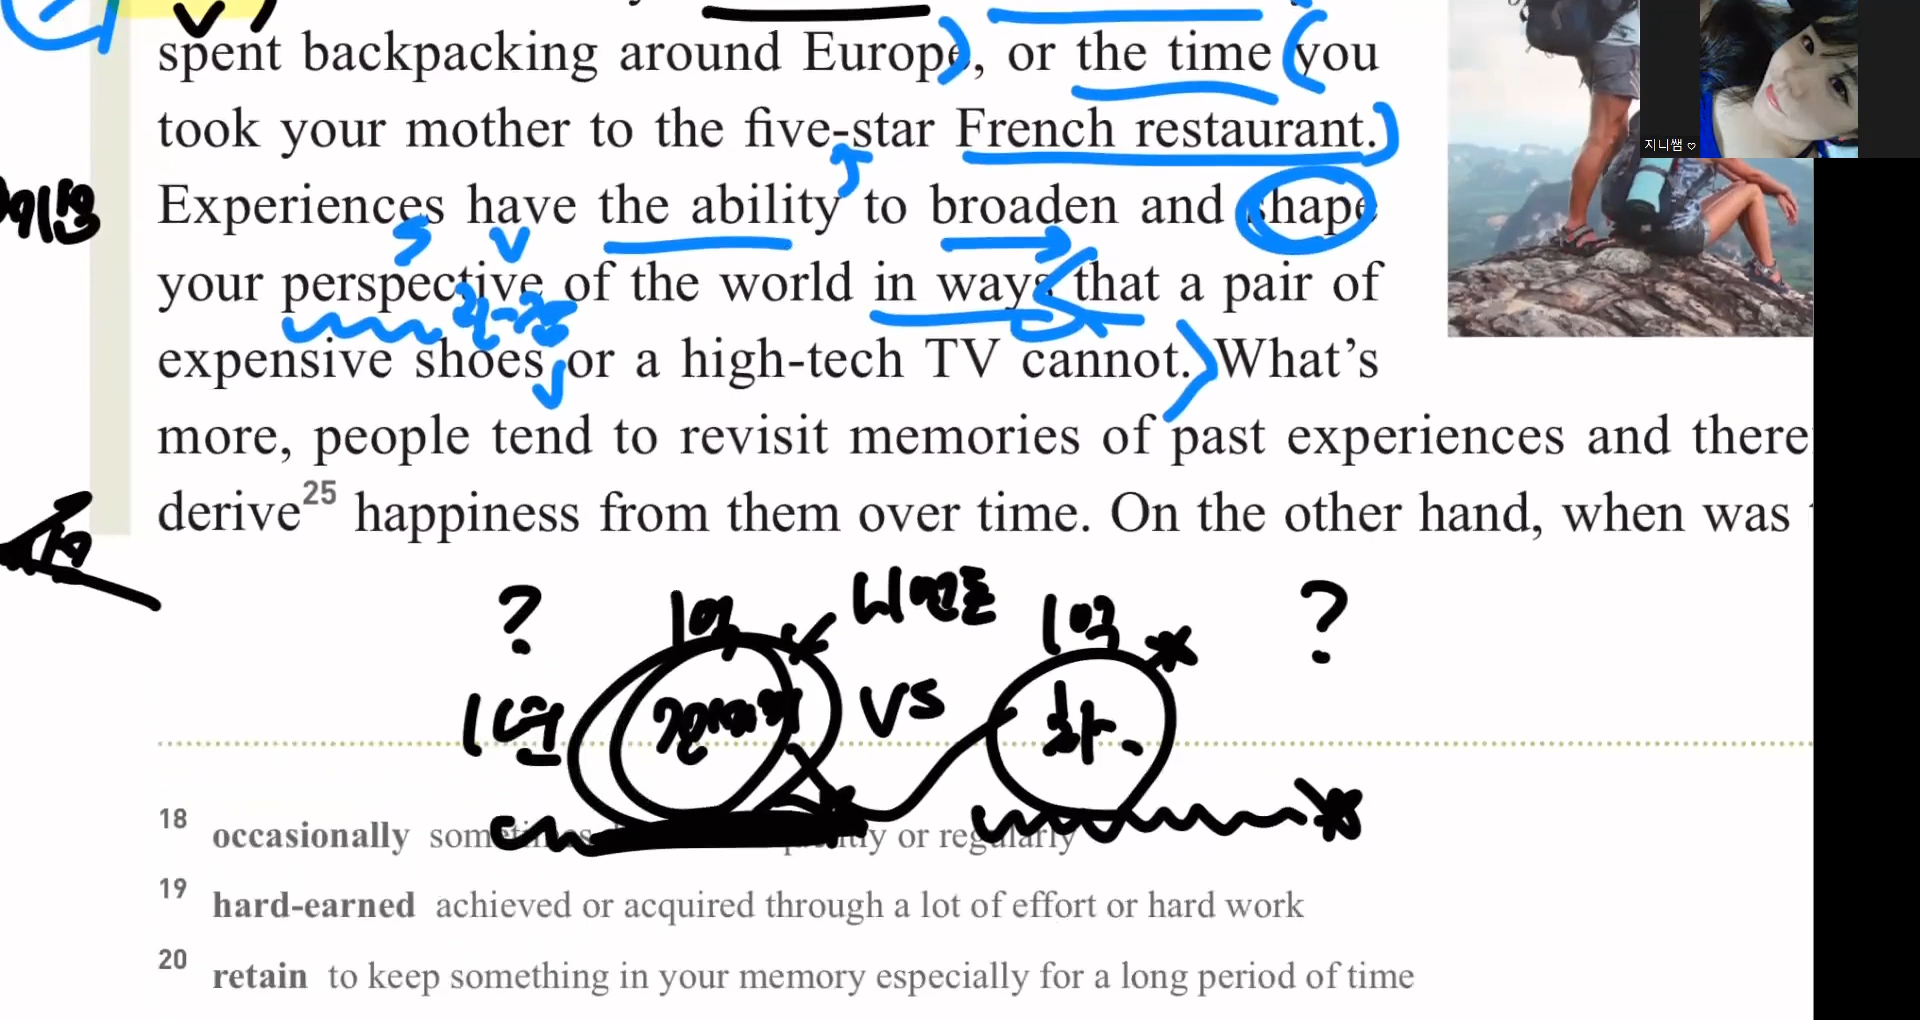 spent backpacking around Europe), or the time (you
took your mother to the five-star French restaurant.)
지니쌤 ♡
Experiences have the ability to broaden and shape
S V
your perspective of the world in ways that a pair of
expensive shoes or a high-tech TV cannot. What's
more, people tend to revisit memories of past experiences and there
derive²⁵ happiness from them over time. On the other hand, when was
? 1억 1억 ?
1년 VS
18 occasionally or regularly
19 hard-earned achieved or acquired through a lot of effort or hard work
20 retain to keep something in your memory especially for a long period of time